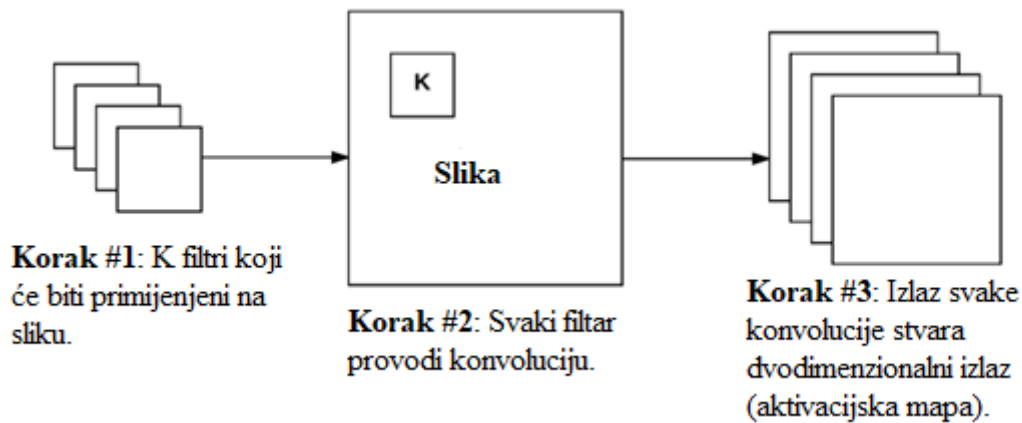 K
Slika
Korak #1: K filtri koji
će biti primijenjeni na
sliku.
Korak #2: Svaki filtar
provodi konvoluciju.
Korak #3: Izlaz svake
konvolucije stvara
dvodimenzionalni izlaz
(aktivacijska mapa).